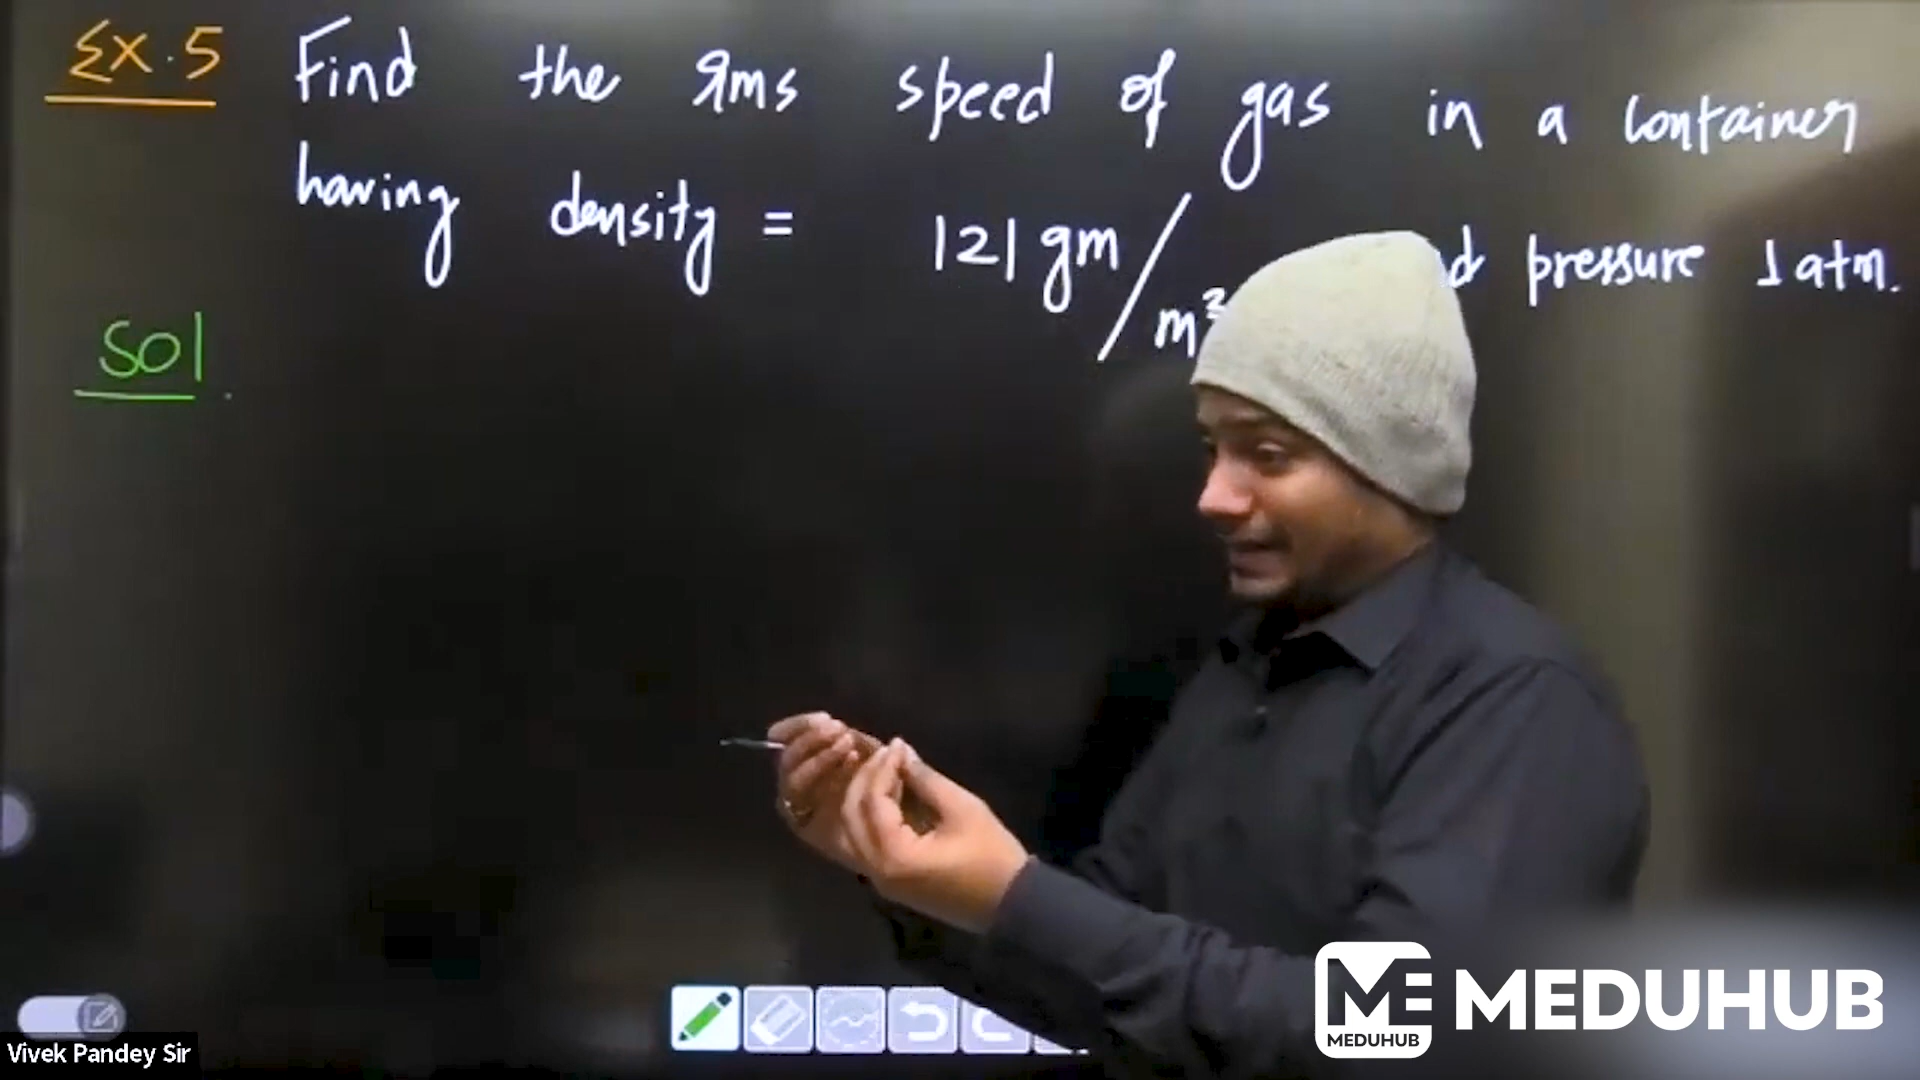 Ex.5 Find the rms speed of gas in a container
having density = 121 gm/m³ pressure 1 atm.
Sol.
MEDUHUB
MEDUHUB
Vivek Pandey Sir